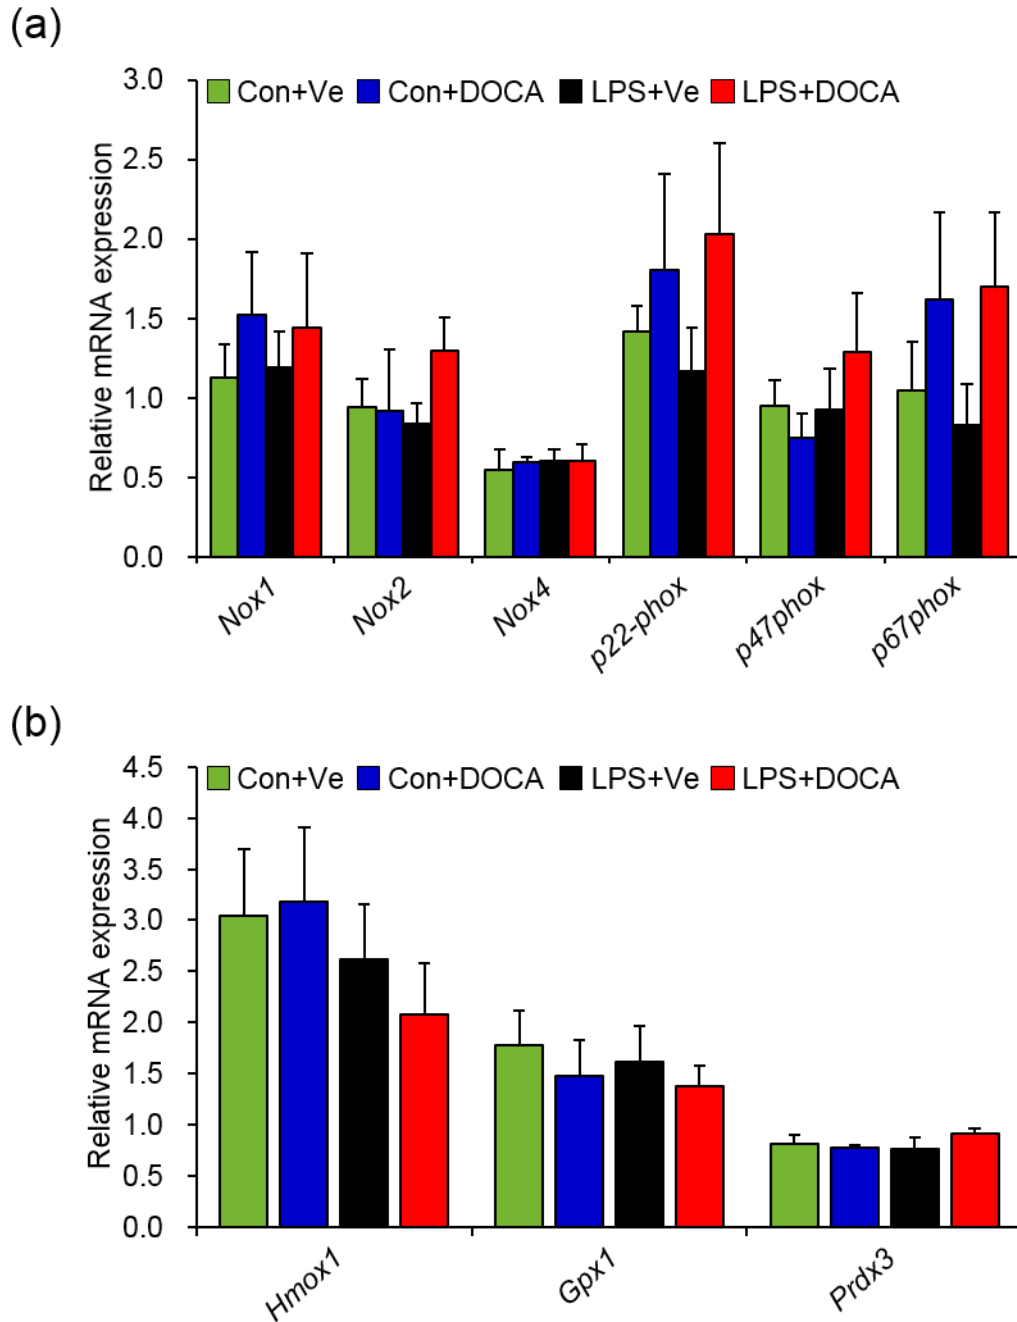 (a)
3.0
2.5
2.0
1.5
1.0
0.5
0.0
Relative mRNA expression
Con+Ve Con+DOCA LPS+Ve LPS+DOCA
Nox1 Nox2 Nox4 p22-phox p47phox p67phox
(b)
4.5
4.0
3.5
3.0
2.5
2.0
1.5
1.0
0.5
0.0
Relative mRNA expression
Con+Ve Con+DOCA LPS+Ve LPS+DOCA
Hmox1 Gpx1 Prdx3